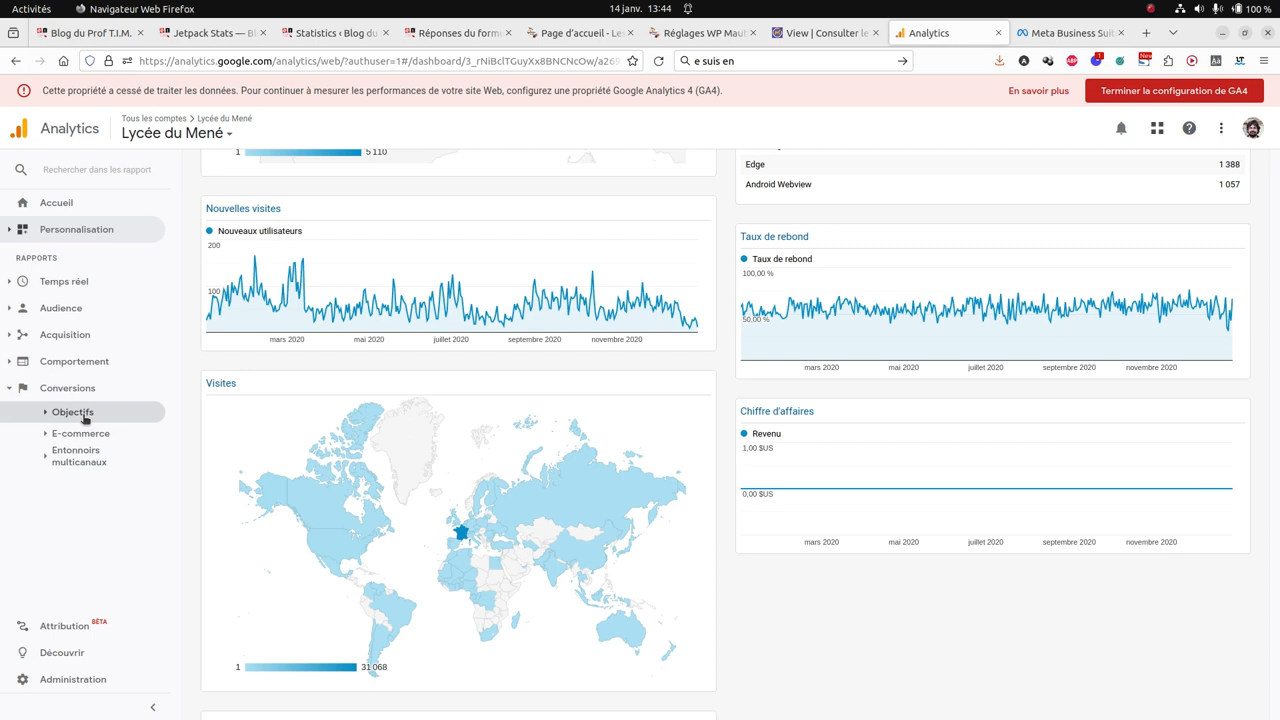 Activités
Navigateur Web Firefox
14 janv. 13:44
100 %
Blog du Prof T.I.M.
Jetpack Stats — Bl
Statistics ‹ Blog du
Réponses du form
Page d'accueil - Les
Réglages WP Maut
View | Consulter le
Analytics
Meta Business Suit
https://analytics.google.com/analytics/web/?authuser=1#/dashboard/3_rNiBclTGuyXx8BNCNcOw/a269
e suis en
Cette propriété a cessé de traiter les données. Pour continuer à mesurer les performances de votre site Web, configurez une propriété Google Analytics 4 (GA4).
En savoir plus
Terminer la configuration de GA4
Analytics
Tous les comptes > Lycée du Mené
Lycée du Mené
Rechercher dans les rapport
Accueil
Personnalisation
RAPPORTS
Temps réel
Audience
Acquisition
Comportement
Conversions
Objectifs
E-commerce
Entonnoirs
multicanaux
Attribution BÊTA
Découvrir
Administration
1
5 110
Nouvelles visites
Nouveaux utilisateurs
200
100
mars 2020
mai 2020
juillet 2020
septembre 2020
novembre 2020
Visites
1
31 068
Edge
1 388
Android Webview
1 057
Taux de rebond
Taux de rebond
100,00 %
50,00 %
mars 2020
mai 2020
juillet 2020
septembre 2020
novembre 2020
Chiffre d'affaires
Revenu
1,00 $US
0,00 $US
mars 2020
mai 2020
juillet 2020
septembre 2020
novembre 2020